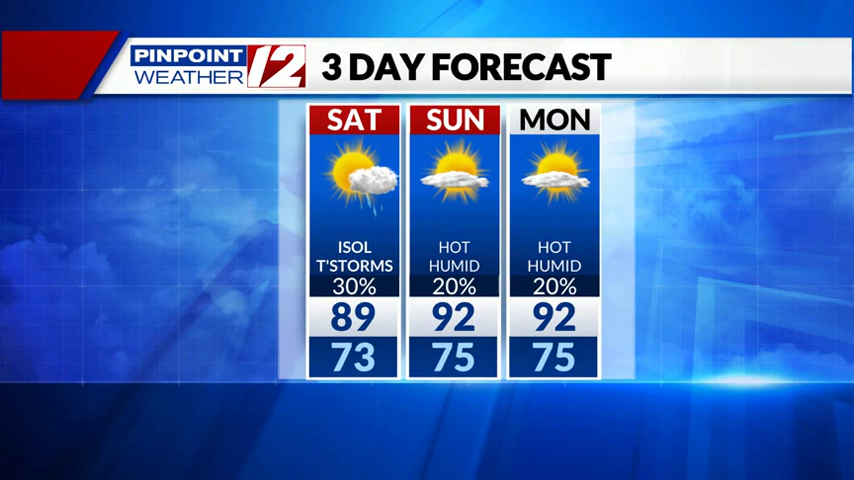 PINPOINT
WEATHER 12
3 DAY FORECAST
SAT
ISOL
T'STORMS
30%
89
73
SUN
HOT
HUMID
20%
92
75
MON
HOT
HUMID
20%
92
75